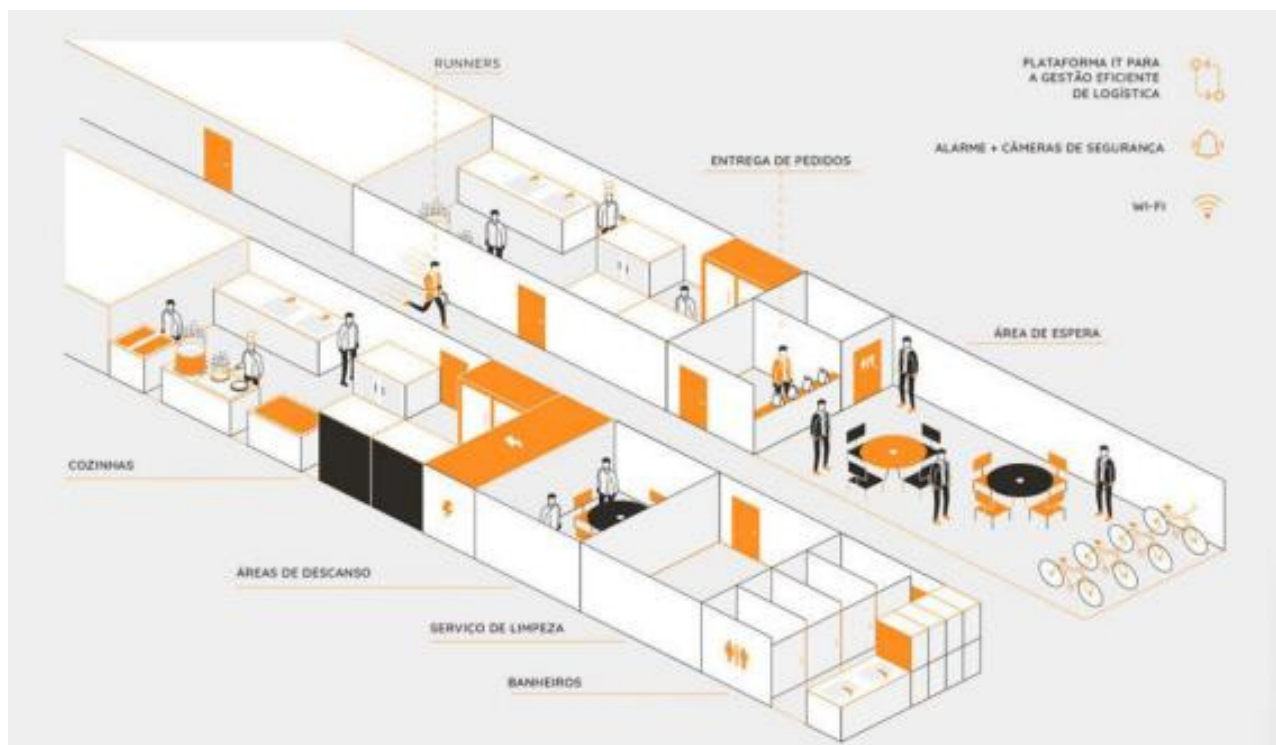 RUNNERS
PLATAFORMA IT PARA
A GESTÃO EFICIENTE
DE LOGÍSTICA
ENTREGA DE PEDIDOS
ALARME + CÂMERAS DE SEGURANÇA
WI-FI
ÁREA DE ESPERA
COZINHAS
ÁREAS DE DESCANSO
SERVIÇO DE LIMPEZA
BANHEIROS